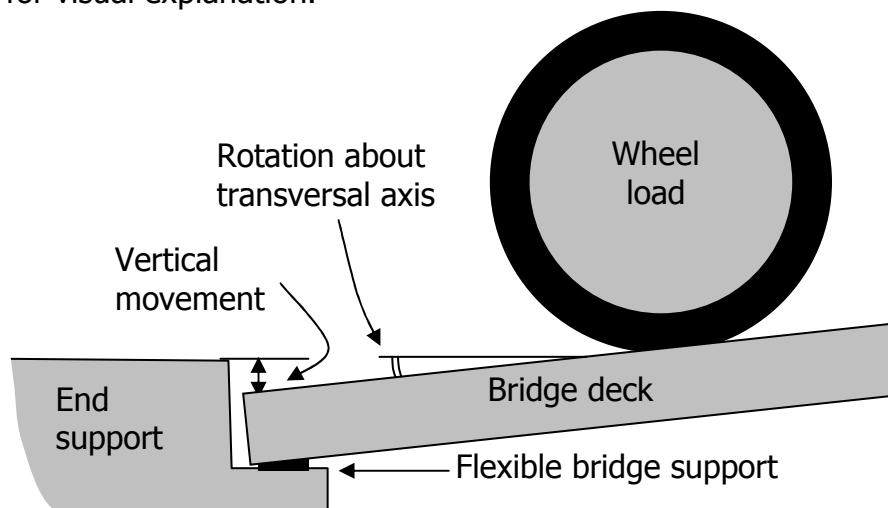 for visual explanation.
Rotation about
transversal axis
Wheel
load
Vertical
movement
End
support
Bridge deck
Flexible bridge support